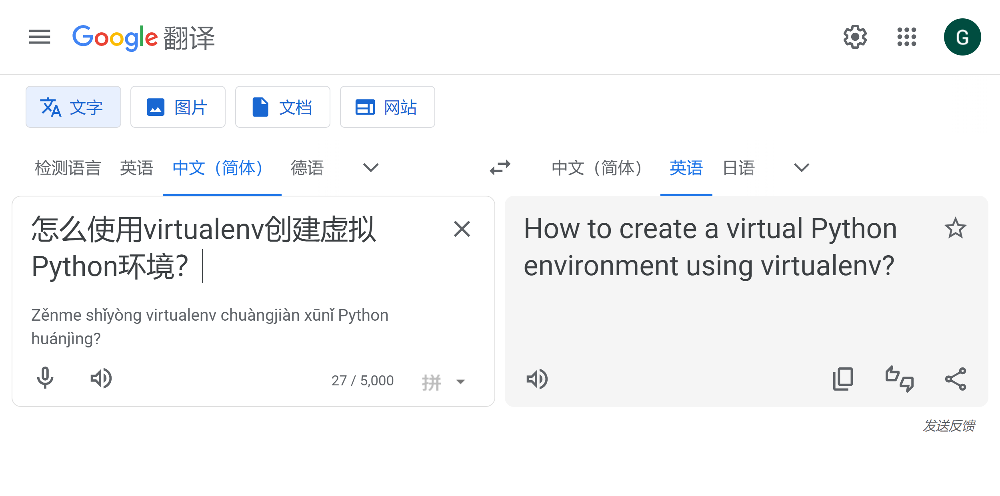 Google 翻译
G
文字 图片 文档 网站
检测语言 英语 中文（简体） 德语 中文（简体） 英语 日语
怎么使用virtualenv创建虚拟
Python环境？
Zěnme shǐyòng virtualenv chuàngjiàn xūnǐ Python
huánjìng?
27 / 5,000 拼
How to create a virtual Python
environment using virtualenv?
发送反馈